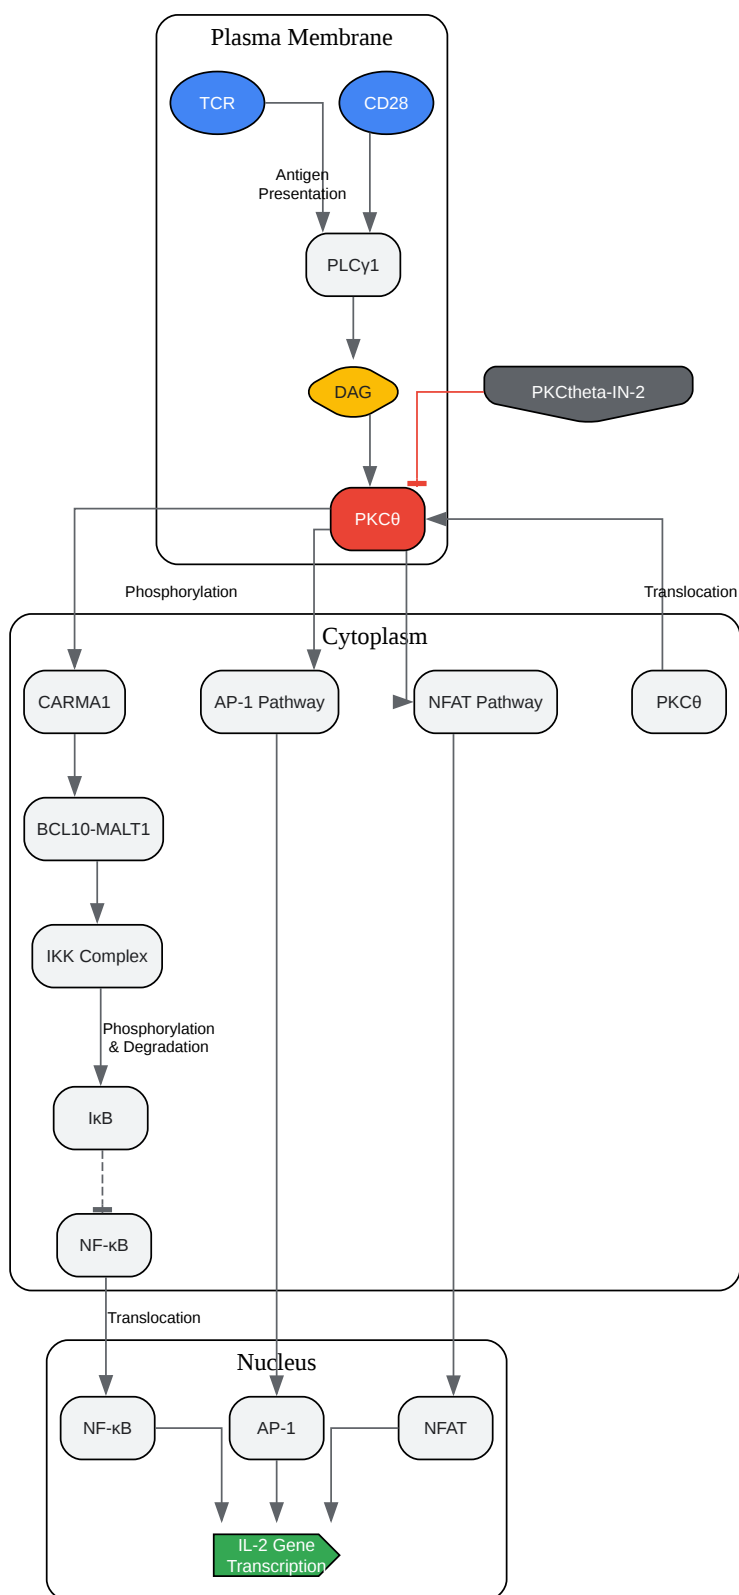 Plasma Membrane
TCR
CD28
Antigen
Presentation
PLCγ1
DAG
PKCtheta-IN-2
PKCθ
Phosphorylation
Translocation
Cytoplasm
CARMA1
AP-1 Pathway
NFAT Pathway
PKCθ
BCL10-MALT1
IKK Complex
Phosphorylation
& Degradation
IκB
NF-κB
Translocation
Nucleus
NF-κB
AP-1
NFAT
IL-2 Gene
Transcription